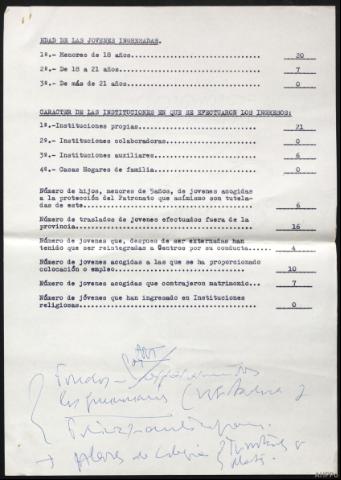 EDAD DE LAS JOVENES INGRESADAS.
1º.- Menores de 18 años........ 20
2º.- De 18 a 21 años........ 7
3º.- De más de 21 años........ 0
CARACTER DE LAS INSTITUCIONES EN QUE SE EFECTUARON LOS INGRESOS:
1º.-Instituciones propias........ 21
2º.- Instituciones colaboradoras........ 0
3º.- Instituciones auxiliares........ 6
4º.- Casas Hogares de familia........ 0
Número de hijos, menores de 5años, de jovenes acogidas
a la protección del Patronato que asimismo son tutela-
das de este........ 6
Número de traslados de jovenes efectuados fuera de la
provincia........ 16
Número de jovenes que, despues de ser externadas han
tenido que ser reintegradas a Centros por su conducta...... 4
Número de jovenes acogidas a las que se ha proporcionado
colocación o empleo........ 10
Número de jovenes acogidas que contrajeron matrimonic... 7
Número de jóvenes que han ingresado en Instituciones
religiosas........ 0
Fondos -